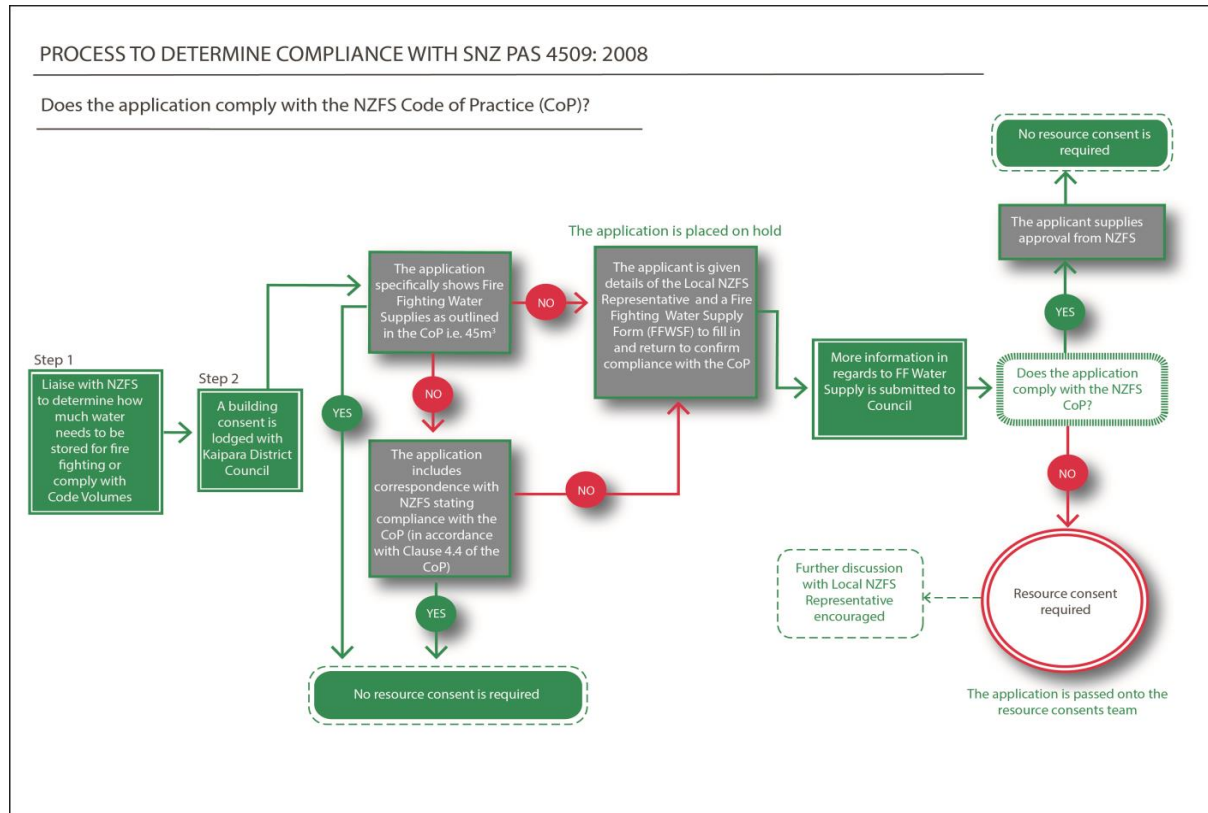 PROCESS TO DETERMINE COMPLIANCE WITH SNZ PAS 4509: 2008
Does the application comply with the NZFS Code of Practice (CoP)?
Step 1
Liaise with NZFS
to determine how
much water
needs to be
stored for fire
fighting or
comply with
Code Volumes
Step 2
A building
consent is
lodged with
Kaipara District
Council
The application
specifically shows Fire
Fighting Water
Supplies as outlined
in the CoP i.e. 45m³
NO
NO
YES
The application
includes
correspondence with
NZFS stating
compliance with the
CoP (in accordance
with Clause 4.4 of the
CoP)
NO
YES
No resource consent is required
The application is placed on hold
The applicant is given
details of the Local NZFS
Representative and a Fire
Fighting Water Supply
Form (FFWSF) to fill in
and return to confirm
compliance with the CoP
More information in
regards to FF Water
Supply is submitted to
Council
Does the application
comply with the NZFS
CoP?
YES
The applicant supplies
approval from NZFS
No resource consent is
required
NO
Resource consent
required
The application is passed onto the
resource consents team
Further discussion
with Local NZFS
Representative
encouraged